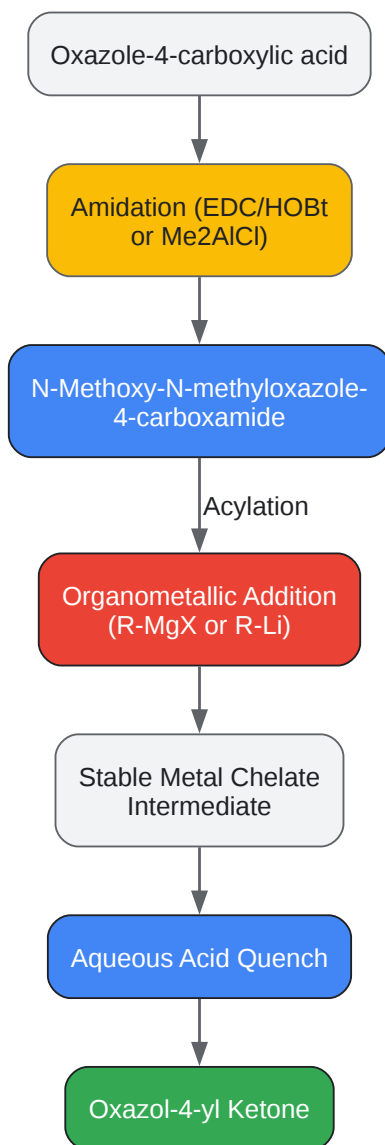 Oxazole-4-carboxylic acid
Amidation (EDC/HOBt
or Me2AlCl)
N-Methoxy-N-methyloxazole-
4-carboxamide
Acylation
Organometallic Addition
(R-MgX or R-Li)
Stable Metal Chelate
Intermediate
Aqueous Acid Quench
Oxazol-4-yl Ketone